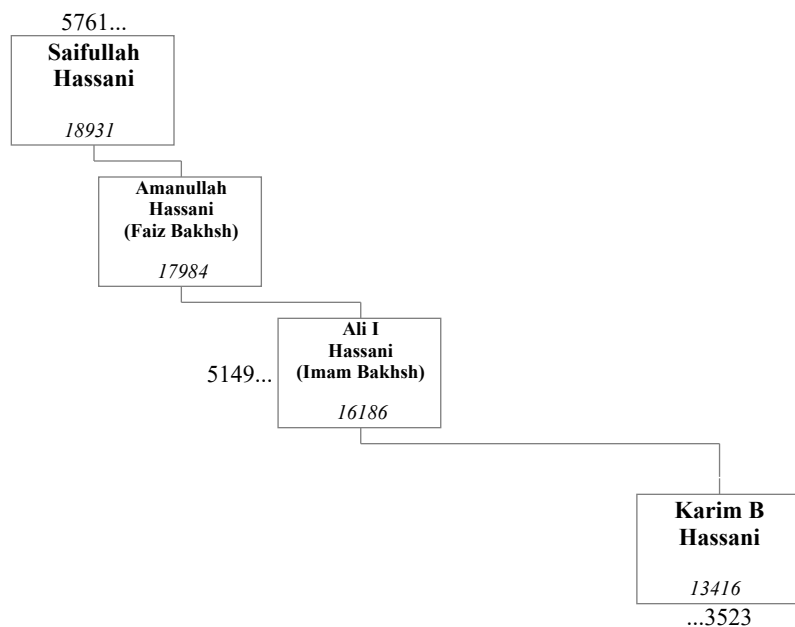 5761...
Saifullah
Hassani
18931
Amanullah
Hassani
(Faiz Bakhsh)
17984
Ali I
Hassani
(Imam Bakhsh)
5149...
16186
Karim B
Hassani
13416
...3523